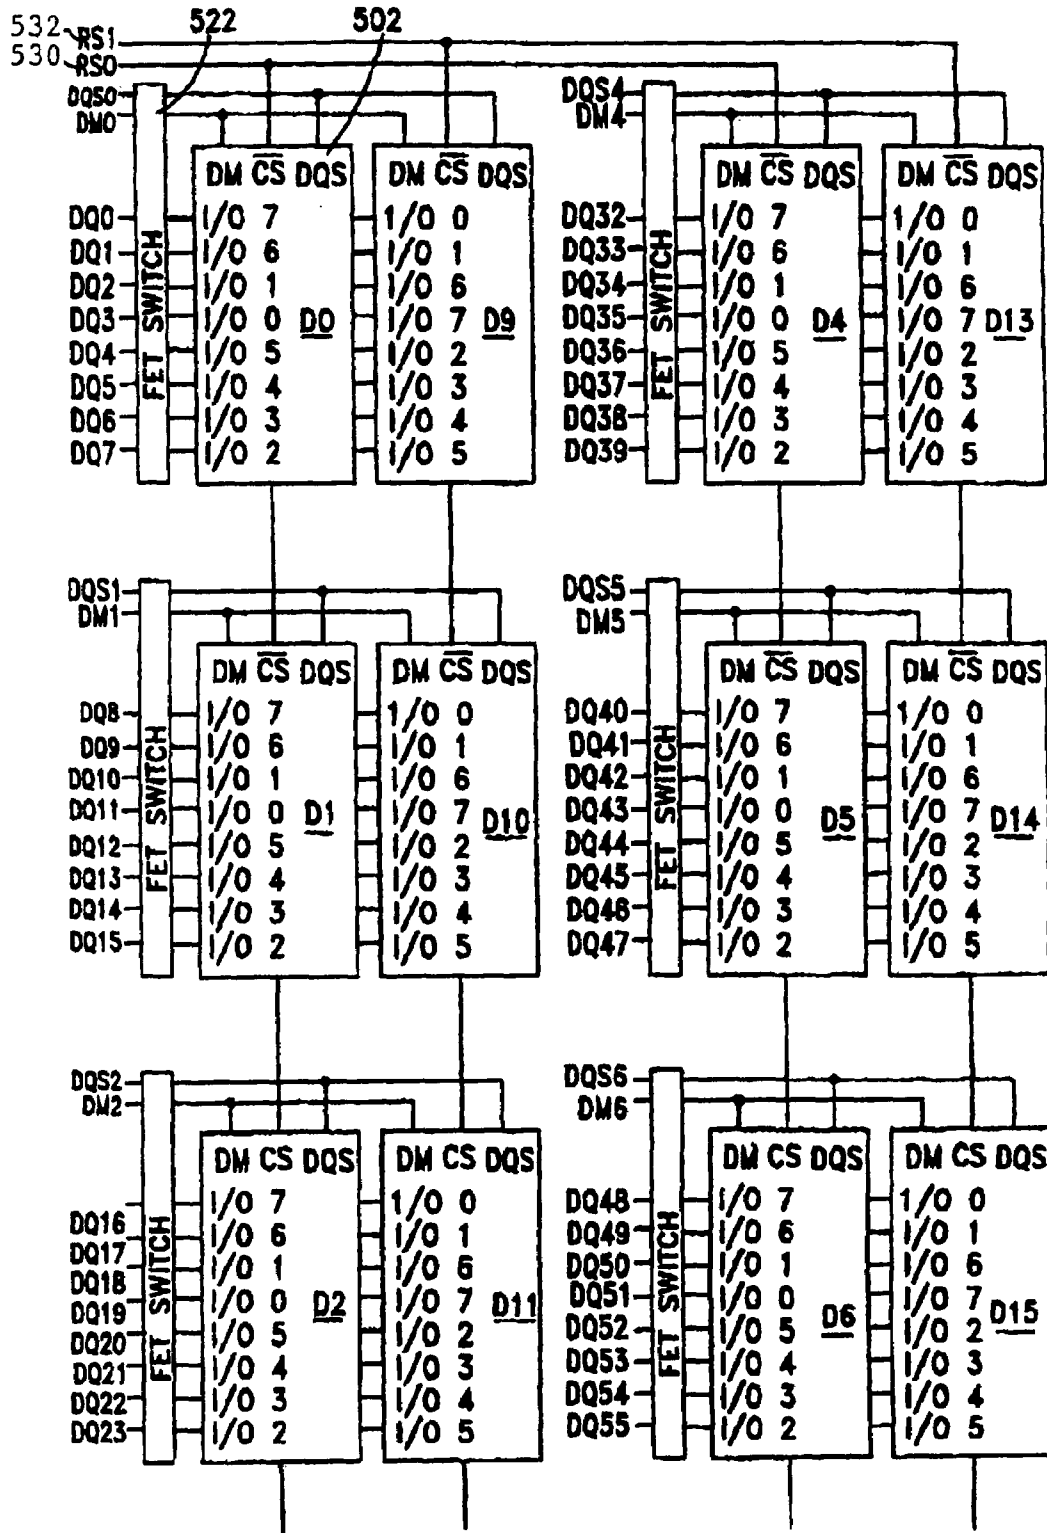 532 RS1 522 502
530 RS0
DQS0 DQS4
DM0 DM4
DM CS DQS DM CS DQS DM CS DQS DM CS DQS
DQ0 I/O 7 1/O 0 DQ32 I/O 7 1/O 0
DQ1 I/O 6 I/O 1 DQ33 I/O 6 I/O 1
DQ2 I/O 1 I/O 6 DQ34 I/O 1 I/O 6
DQ3 I/O 0 D0 I/O 7 D9 DQ35 I/O 0 D4 I/O 7 D13
DQ4 I/O 5 I/O 2 DQ36 I/O 5 I/O 2
DQ5 I/O 4 I/O 3 DQ37 I/O 4 I/O 3
DQ6 I/O 3 I/O 4 DQ38 I/O 3 I/O 4
DQ7 I/O 2 I/O 5 DQ39 I/O 2 I/O 5
FET SWITCH FET SWITCH
DQS1 DQS5
DM1 DM5
DM CS DQS DM CS DQS DM CS DQS DM CS DQS
DQ8 I/O 7 1/O 0 DQ40 I/O 7 1/O 0
DQ9 I/O 6 I/O 1 DQ41 I/O 6 I/O 1
DQ10 I/O 1 I/O 6 DQ42 I/O 1 I/O 6
DQ11 I/O 0 D1 I/O 7 D10 DQ43 I/O 0 D5 I/O 7 D14
DQ12 I/O 5 I/O 2 DQ44 I/O 5 I/O 2
DQ13 I/O 4 I/O 3 DQ45 I/O 4 I/O 3
DQ14 I/O 3 I/O 4 DQ46 I/O 3 I/O 4
DQ15 I/O 2 I/O 5 DQ47 I/O 2 I/O 5
FET SWITCH FET SWITCH
DQS2 DQS6
DM2 DM6
DM CS DQS DM CS DQS DM CS DQS DM CS DQS
DQ16 I/O 7 1/O 0 DQ48 I/O 7 1/O 0
DQ17 I/O 6 I/O 1 DQ49 I/O 6 I/O 1
DQ18 I/O 1 I/O 6 DQ50 I/O 1 I/O 6
DQ19 I/O 0 D2 I/O 7 D11 DQ51 I/O 0 D6 I/O 7 D15
DQ20 I/O 5 I/O 2 DQ52 I/O 5 I/O 2
DQ21 I/O 4 I/O 3 DQ53 I/O 4 I/O 3
DQ22 I/O 3 I/O 4 DQ54 I/O 3 I/O 4
DQ23 I/O 2 I/O 5 DQ55 I/O 2 I/O 5
FET SWITCH FET SWITCH